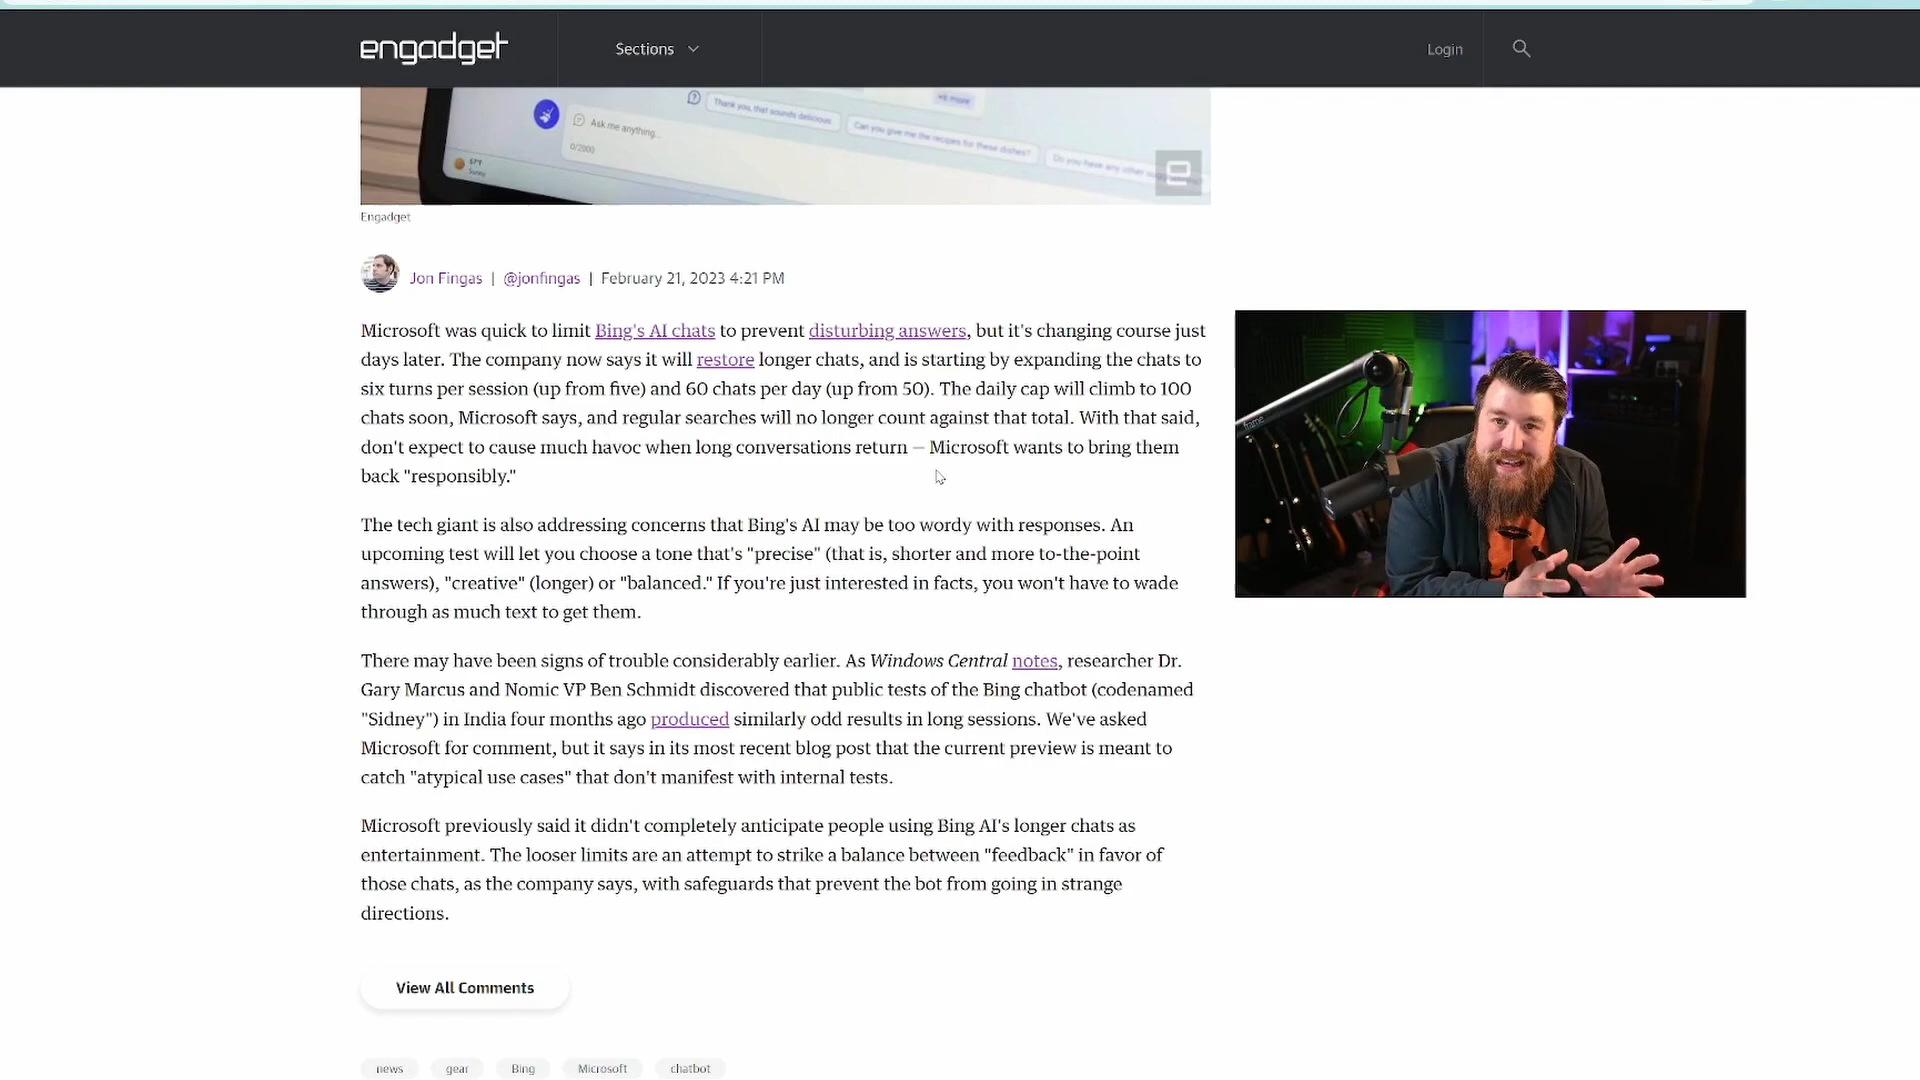 engadget
Sections
Login
Ask me anything...
0/2000
Thank you, that sounds delicious
Can you give me the recipes for these dishes?
Do you have any other
57°F
Sunny
Engadget
Jon Fingas | @jonfingas | February 21, 2023 4:21 PM
Microsoft was quick to limit Bing's AI chats to prevent disturbing answers, but it's changing course just
days later. The company now says it will restore longer chats, and is starting by expanding the chats to
six turns per session (up from five) and 60 chats per day (up from 50). The daily cap will climb to 100
chats soon, Microsoft says, and regular searches will no longer count against that total. With that said,
don't expect to cause much havoc when long conversations return — Microsoft wants to bring them
back "responsibly."
The tech giant is also addressing concerns that Bing's AI may be too wordy with responses. An
upcoming test will let you choose a tone that's "precise" (that is, shorter and more to-the-point
answers), "creative" (longer) or "balanced." If you're just interested in facts, you won't have to wade
through as much text to get them.
There may have been signs of trouble considerably earlier. As Windows Central notes, researcher Dr.
Gary Marcus and Nomic VP Ben Schmidt discovered that public tests of the Bing chatbot (codenamed
"Sidney") in India four months ago produced similarly odd results in long sessions. We've asked
Microsoft for comment, but it says in its most recent blog post that the current preview is meant to
catch "atypical use cases" that don't manifest with internal tests.
Microsoft previously said it didn't completely anticipate people using Bing AI's longer chats as
entertainment. The looser limits are an attempt to strike a balance between "feedback" in favor of
those chats, as the company says, with safeguards that prevent the bot from going in strange
directions.
View All Comments
news gear Bing Microsoft chatbot